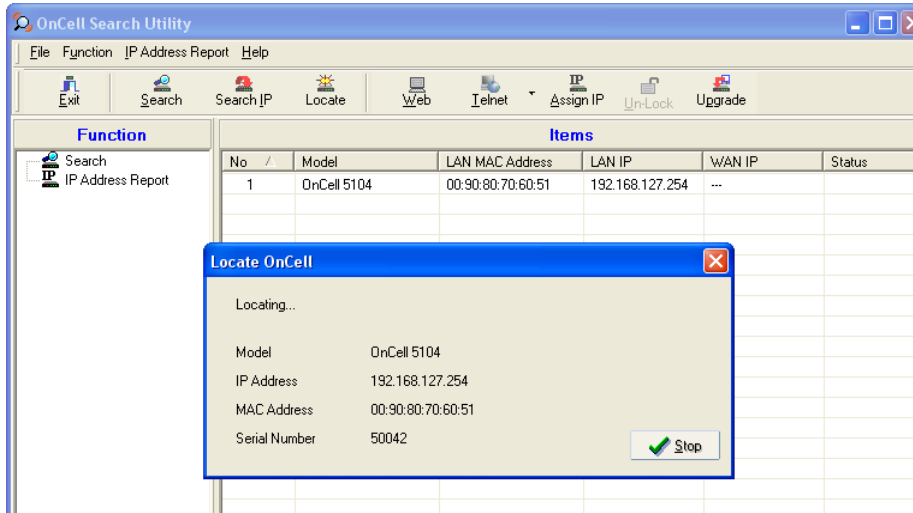 OnCell Search Utility
File Function IP Address Report Help
Exit Search Search IP Locate Web Telnet Assign IP Un-Lock Upgrade
Function Items
Search
IP IP Address Report
No Model LAN MAC Address LAN IP WAN IP Status
1 OnCell 5104 00:90:80:70:60:51 192.168.127.254 ---
Locate OnCell
Locating...
Model OnCell 5104
IP Address 192.168.127.254
MAC Address 00:90:80:70:60:51
Serial Number 50042
Stop